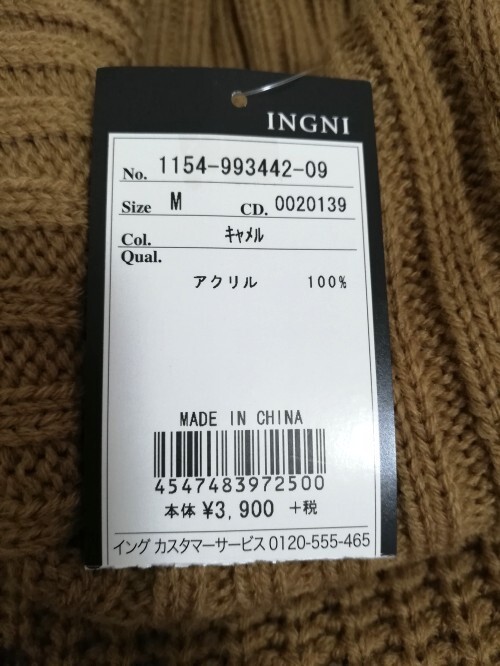 INGNI
No. 1154-993442-09
Size M CD. 0020139
Col. ｷｬﾒﾙ
Qual.
アクリル 100%
MADE IN CHINA
4547483972500
本体 ¥3,900 +税
イング カスタマーサービス 0120-555-465